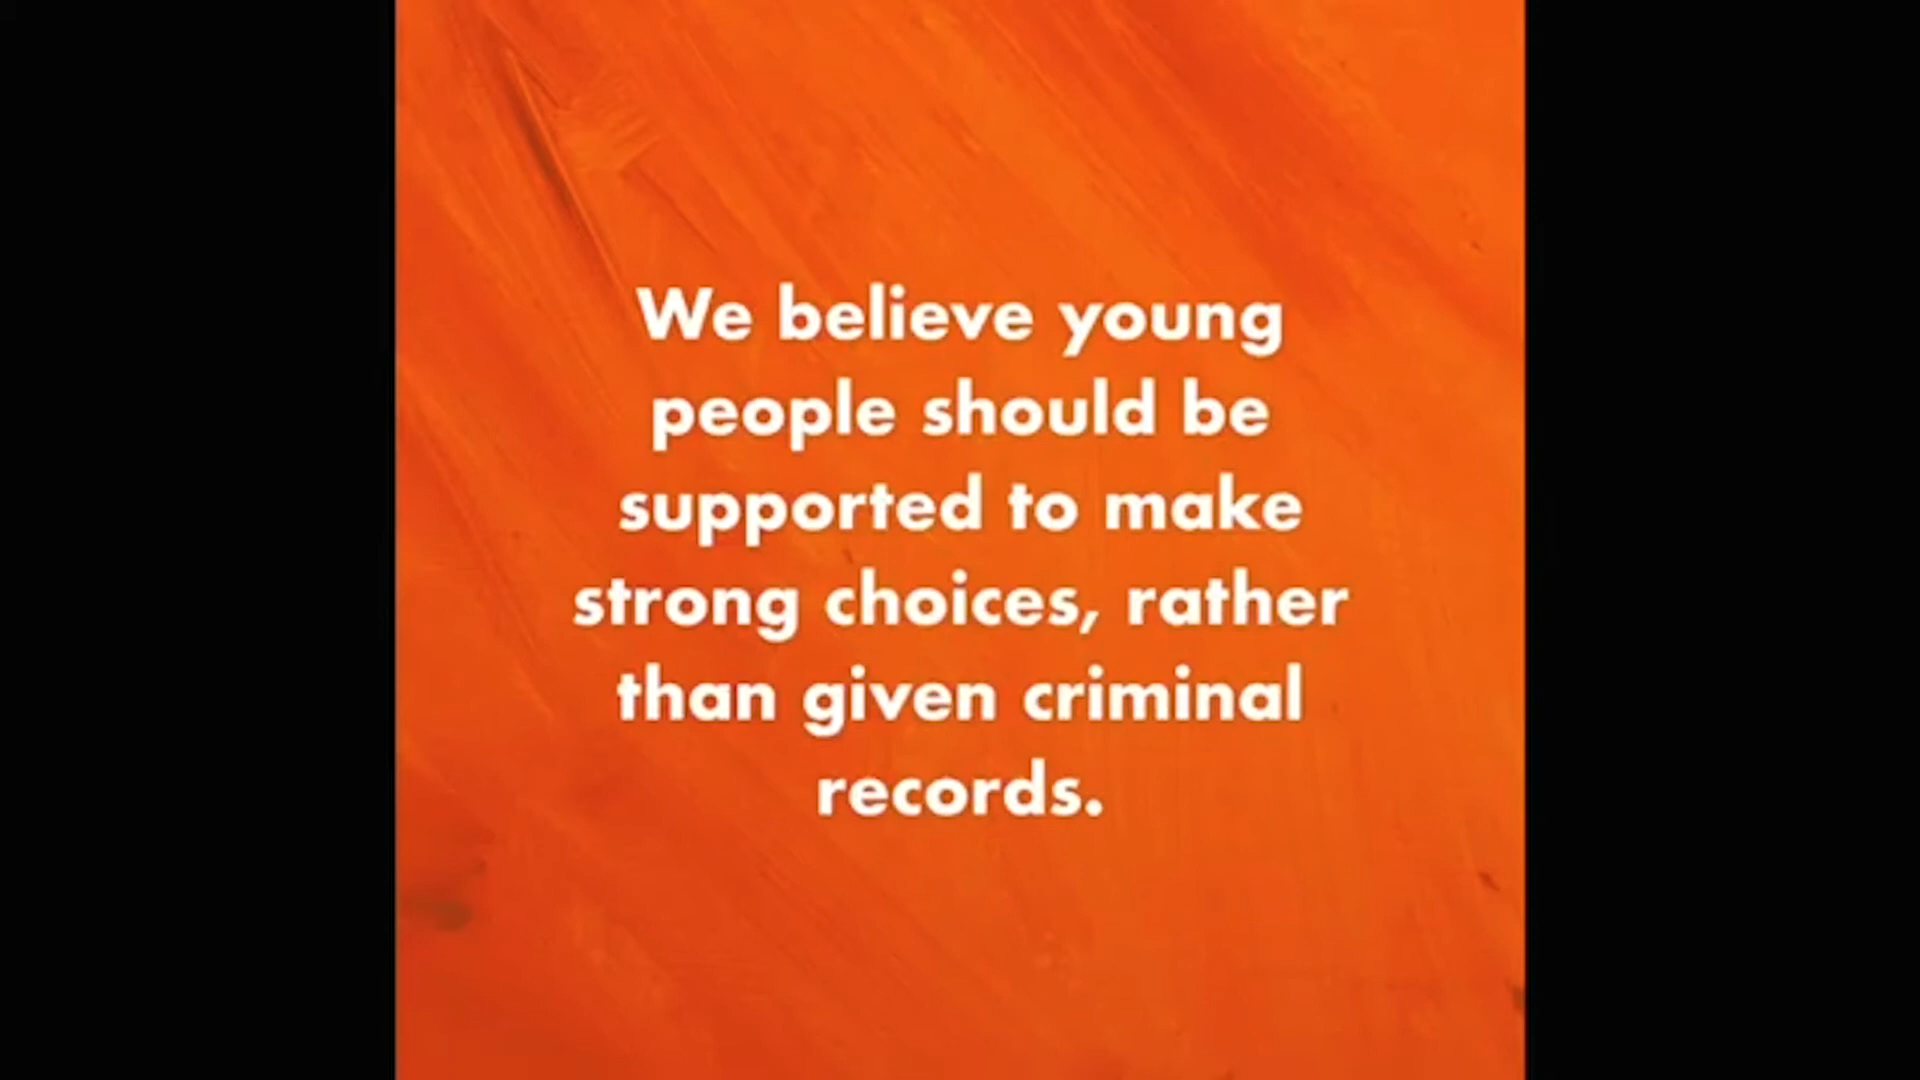 We believe young
people should be
supported to make
strong choices, rather
than given criminal
records.